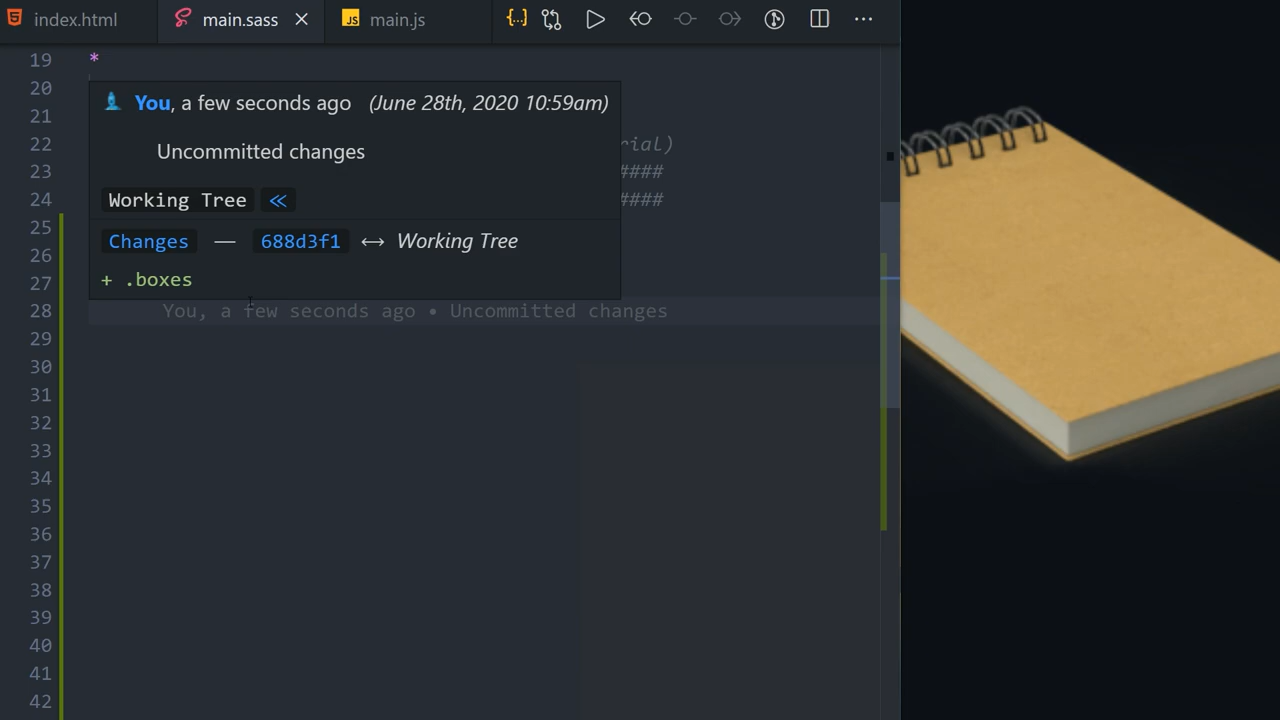 index.html
main.sass
JS main.js
19 *
20
21
22 rial)
23 ####
24 ####
25
26
27
28 You, a few seconds ago • Uncommitted changes
29
30
31
32
33
34
35
36
37
38
39
40
41
42
You, a few seconds ago (June 28th, 2020 10:59am)
Uncommitted changes
Working Tree
Changes — 688d3f1 ↔ Working Tree
+ .boxes